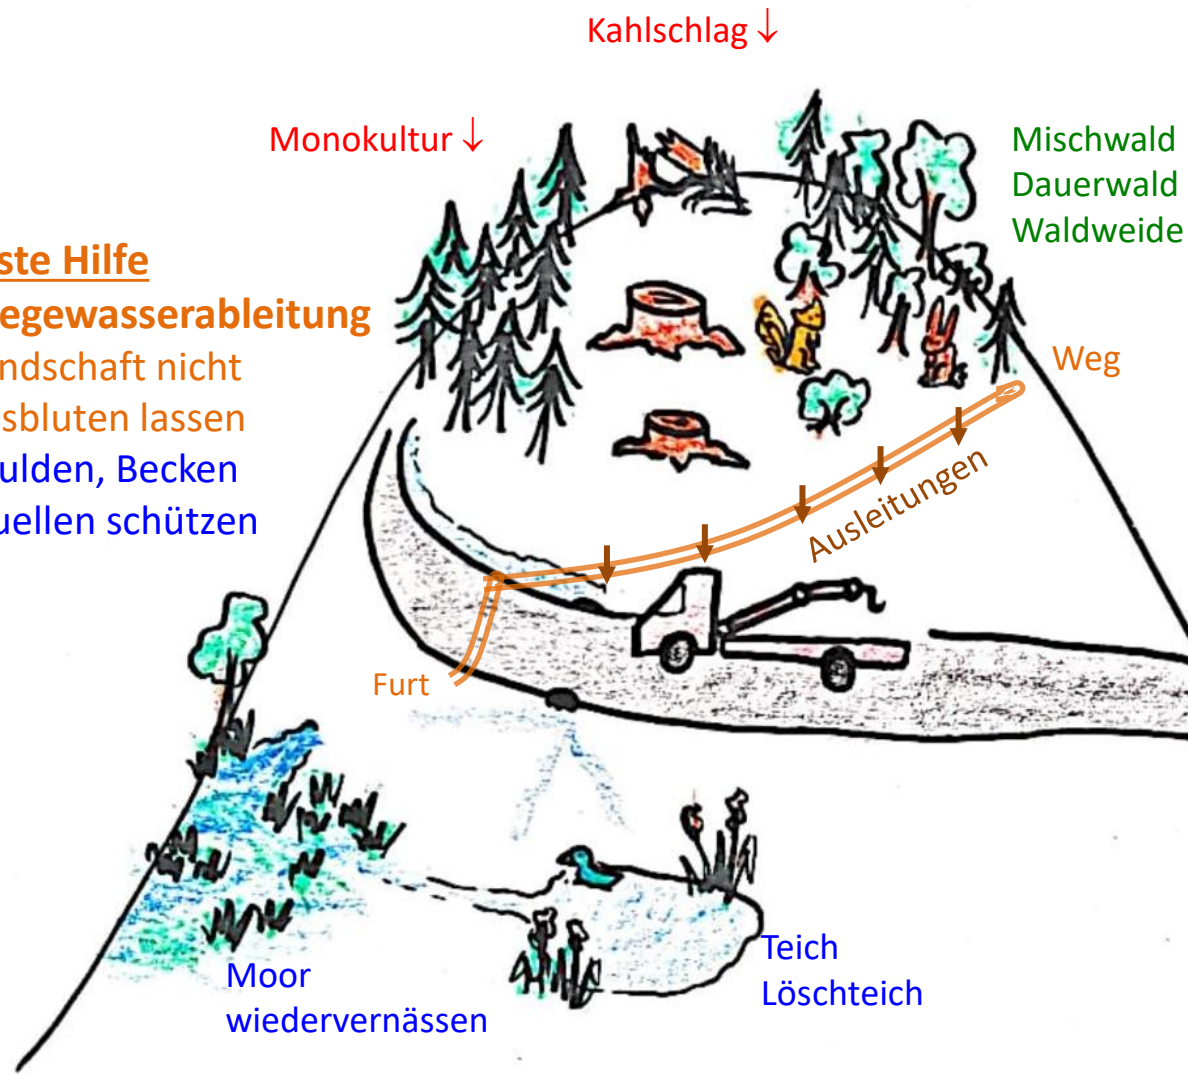 Kahlschlag ↓
Monokultur ↓
Mischwald
Dauerwald
Waldweide
ste Hilfe
egewasserableitung
ndschaft nicht
sbluten lassen
ulden, Becken
uellen schützen
Weg
Ausleitungen
Furt
Moor
wiedervernässen
Teich
Löschteich